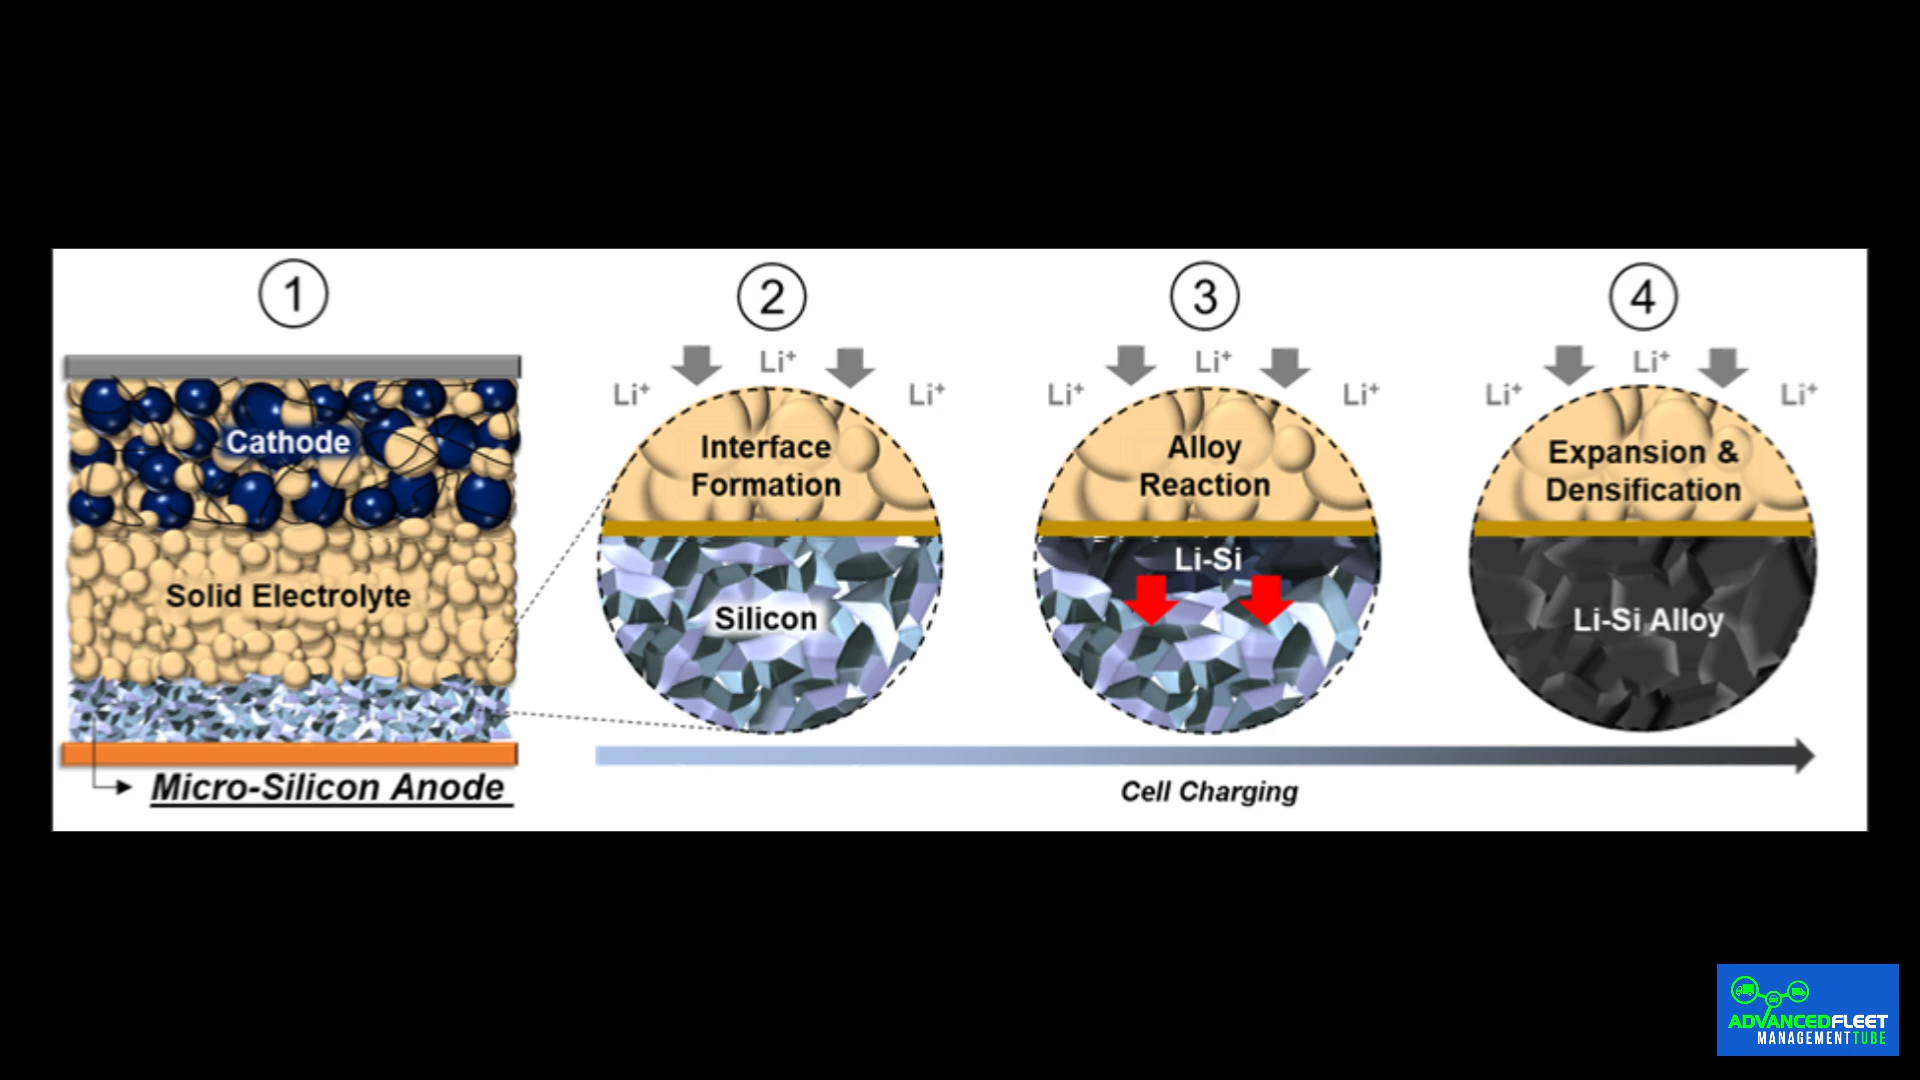 1
2
3
4
Li⁺
Li⁺
Li⁺
Li⁺
Li⁺
Li⁺
Li⁺
Li⁺
Li⁺
Cathode
Solid Electrolyte
Micro-Silicon Anode
Interface
Formation
Silicon
Alloy
Reaction
Li-Si
Expansion &
Densification
Li-Si Alloy
Cell Charging
ADVANCEDFLEET
MANAGEMENTTUBE